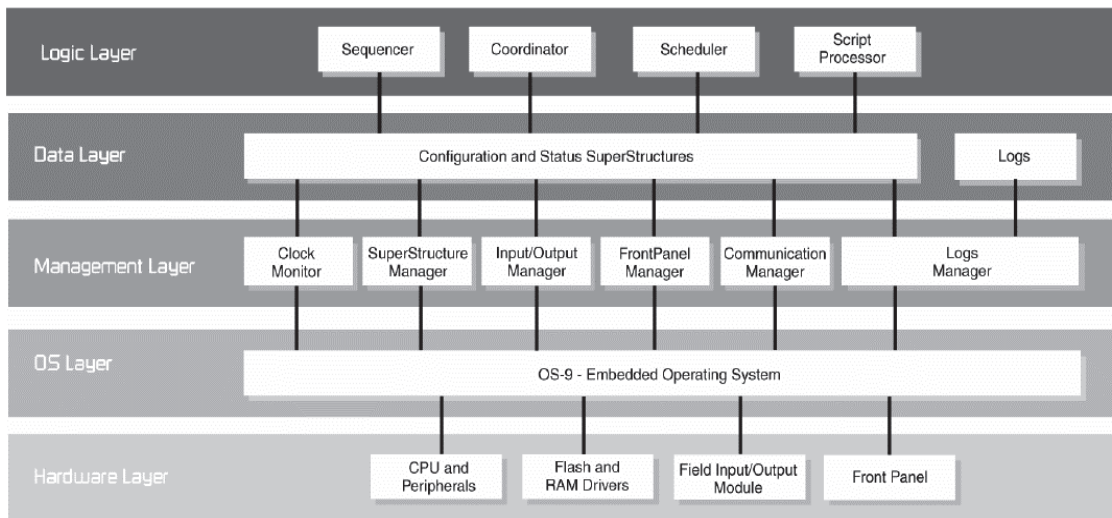 Logic Layer
Sequencer
Coordinator
Scheduler
Script
Processor
Data Layer
Configuration and Status SuperStructures
Logs
Management Layer
Clock
Monitor
SuperStructure
Manager
Input/Output
Manager
FrontPanel
Manager
Communication
Manager
Logs
Manager
OS Layer
OS-9 - Embedded Operating System
Hardware Layer
CPU and
Peripherals
Flash and
RAM Drivers
Field Input/Output
Module
Front Panel